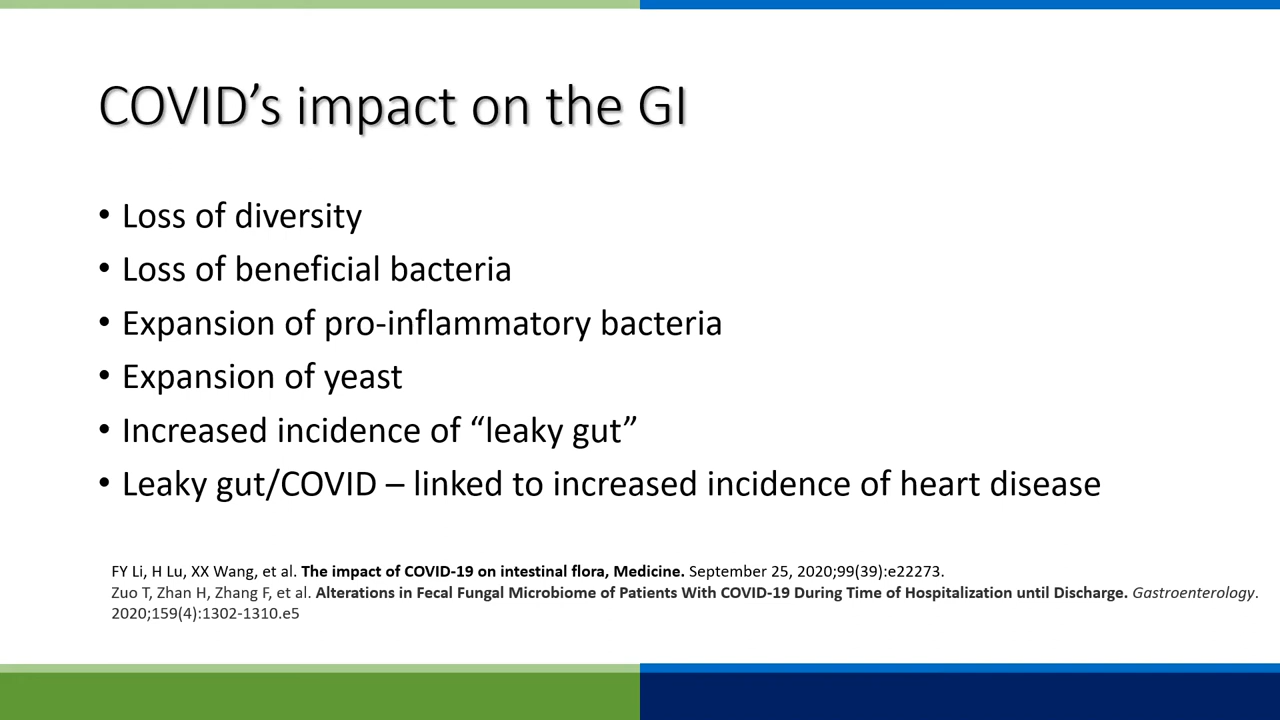 COVID’s impact on the GI
• Loss of diversity
• Loss of beneficial bacteria
• Expansion of pro-inflammatory bacteria
• Expansion of yeast
• Increased incidence of “leaky gut”
• Leaky gut/COVID – linked to increased incidence of heart disease
FY Li, H Lu, XX Wang, et al. The impact of COVID-19 on intestinal flora, Medicine. September 25, 2020;99(39):e22273.
Zuo T, Zhan H, Zhang F, et al. Alterations in Fecal Fungal Microbiome of Patients With COVID-19 During Time of Hospitalization until Discharge. Gastroenterology.
2020;159(4):1302-1310.e5